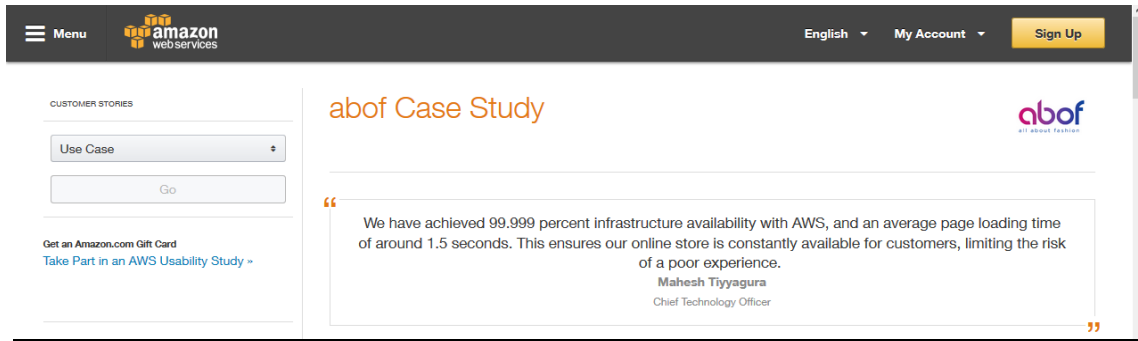 Menu
amazon
webservices
English
My Account
Sign Up
CUSTOMER STORIES
Use Case
Go
Get an Amazon.com Gift Card
Take Part in an AWS Usability Study »
abof Case Study
abof
all about fashion
“
We have achieved 99.999 percent infrastructure availability with AWS, and an average page loading time
of around 1.5 seconds. This ensures our online store is constantly available for customers, limiting the risk
of a poor experience.
Mahesh Tiyyagura
Chief Technology Officer
”